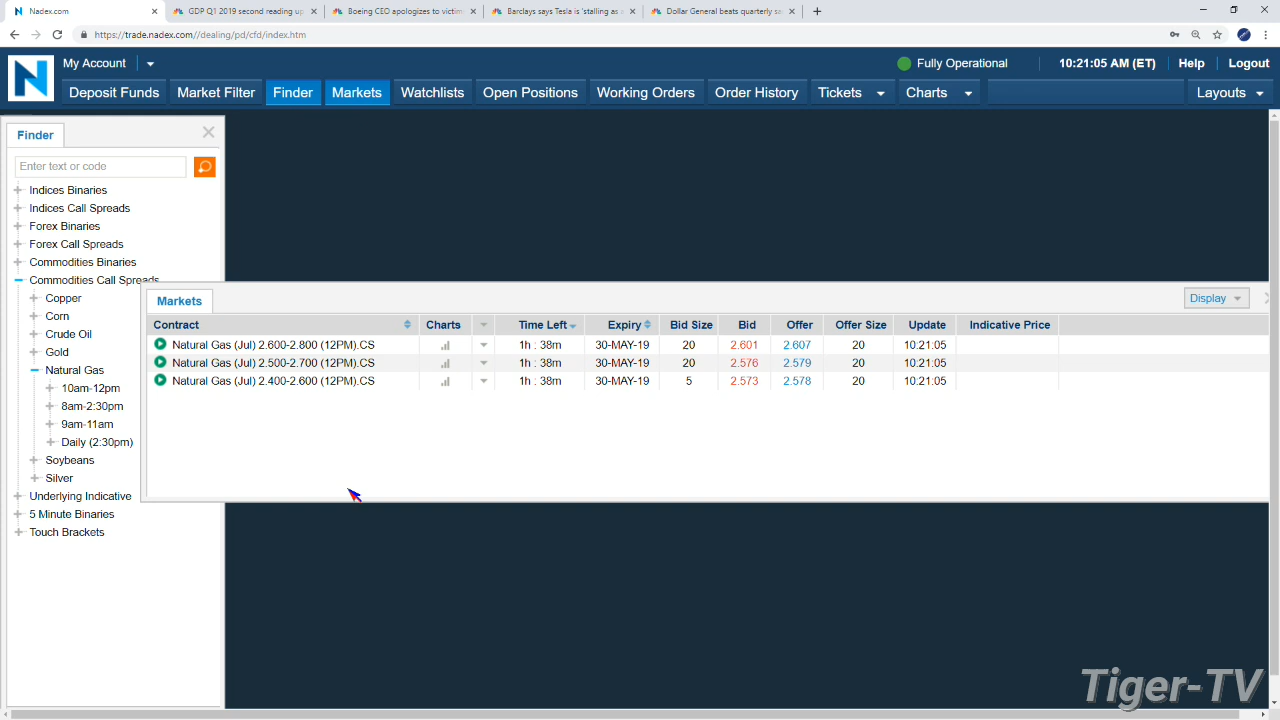 Nadex.com
GDP Q1 2019 second reading up
Boeing CEO apologizes to victim
Barclays says Tesla is 'stalling as
Dollar General beats quarterly sa
https://trade.nadex.com//dealing/pd/cfd/index.htm
N My Account Fully Operational 10:21:05 AM (ET) Help Logout
Deposit Funds Market Filter Finder Markets Watchlists Open Positions Working Orders Order History Tickets Charts Layouts
Finder
Enter text or code
Indices Binaries
Indices Call Spreads
Forex Binaries
Forex Call Spreads
Commodities Binaries
Commodities Call Spreads
Copper
Corn
Crude Oil
Gold
Natural Gas
10am-12pm
8am-2:30pm
9am-11am
Daily (2:30pm)
Soybeans
Silver
Underlying Indicative
5 Minute Binaries
Touch Brackets
Markets Display
Contract Charts Time Left Expiry Bid Size Bid Offer Offer Size Update Indicative Price
Natural Gas (Jul) 2.600-2.800 (12PM).CS 1h : 38m 30-MAY-19 20 2.601 2.607 20 10:21:05
Natural Gas (Jul) 2.500-2.700 (12PM).CS 1h : 38m 30-MAY-19 20 2.576 2.579 20 10:21:05
Natural Gas (Jul) 2.400-2.600 (12PM).CS 1h : 38m 30-MAY-19 5 2.573 2.578 20 10:21:05
Tiger-TV